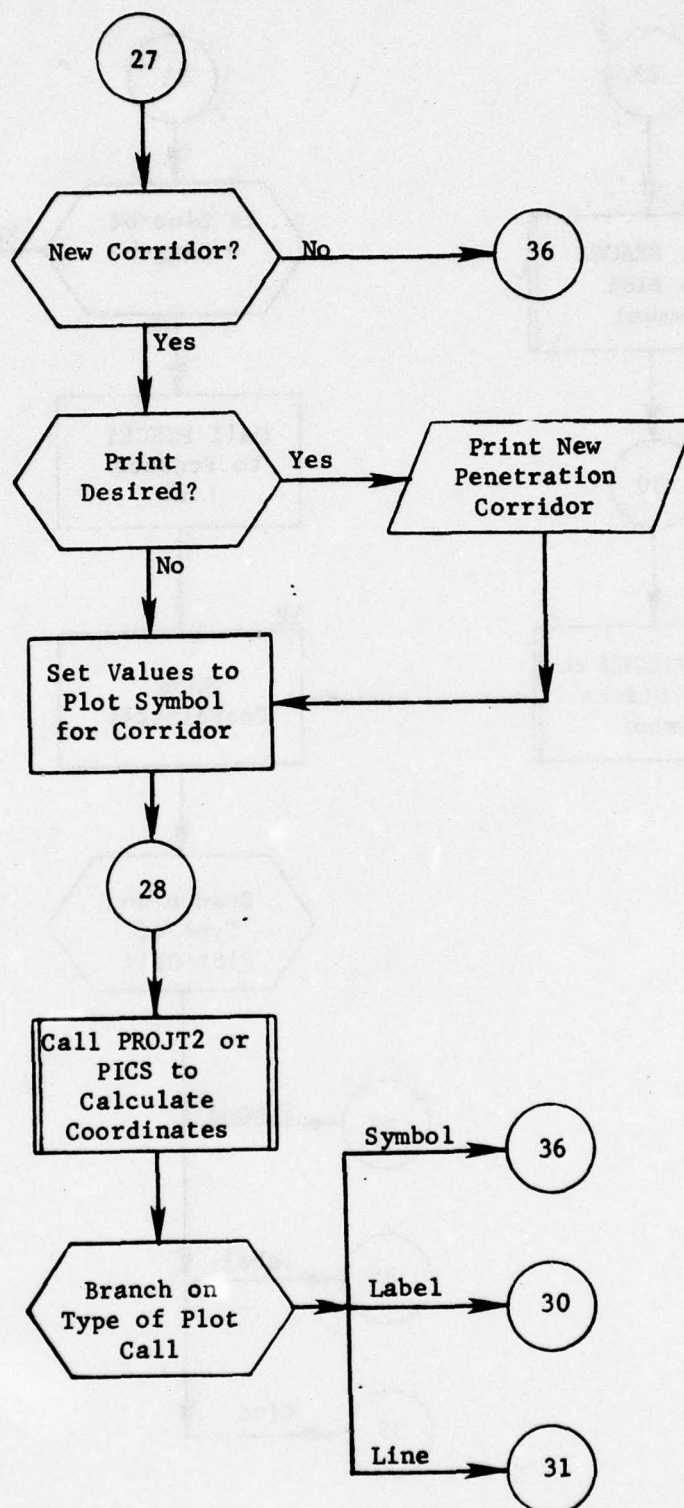 27
New Corridor?
No
36
Yes
Print
Desired?
Yes
Print New
Penetration
Corridor
No
Set Values to
Plot Symbol
for Corridor
28
Call PROJT2 or
PICS to
Calculate
Coordinates
Symbol
36
Branch on
Type of Plot
Call
Label
30
Line
31